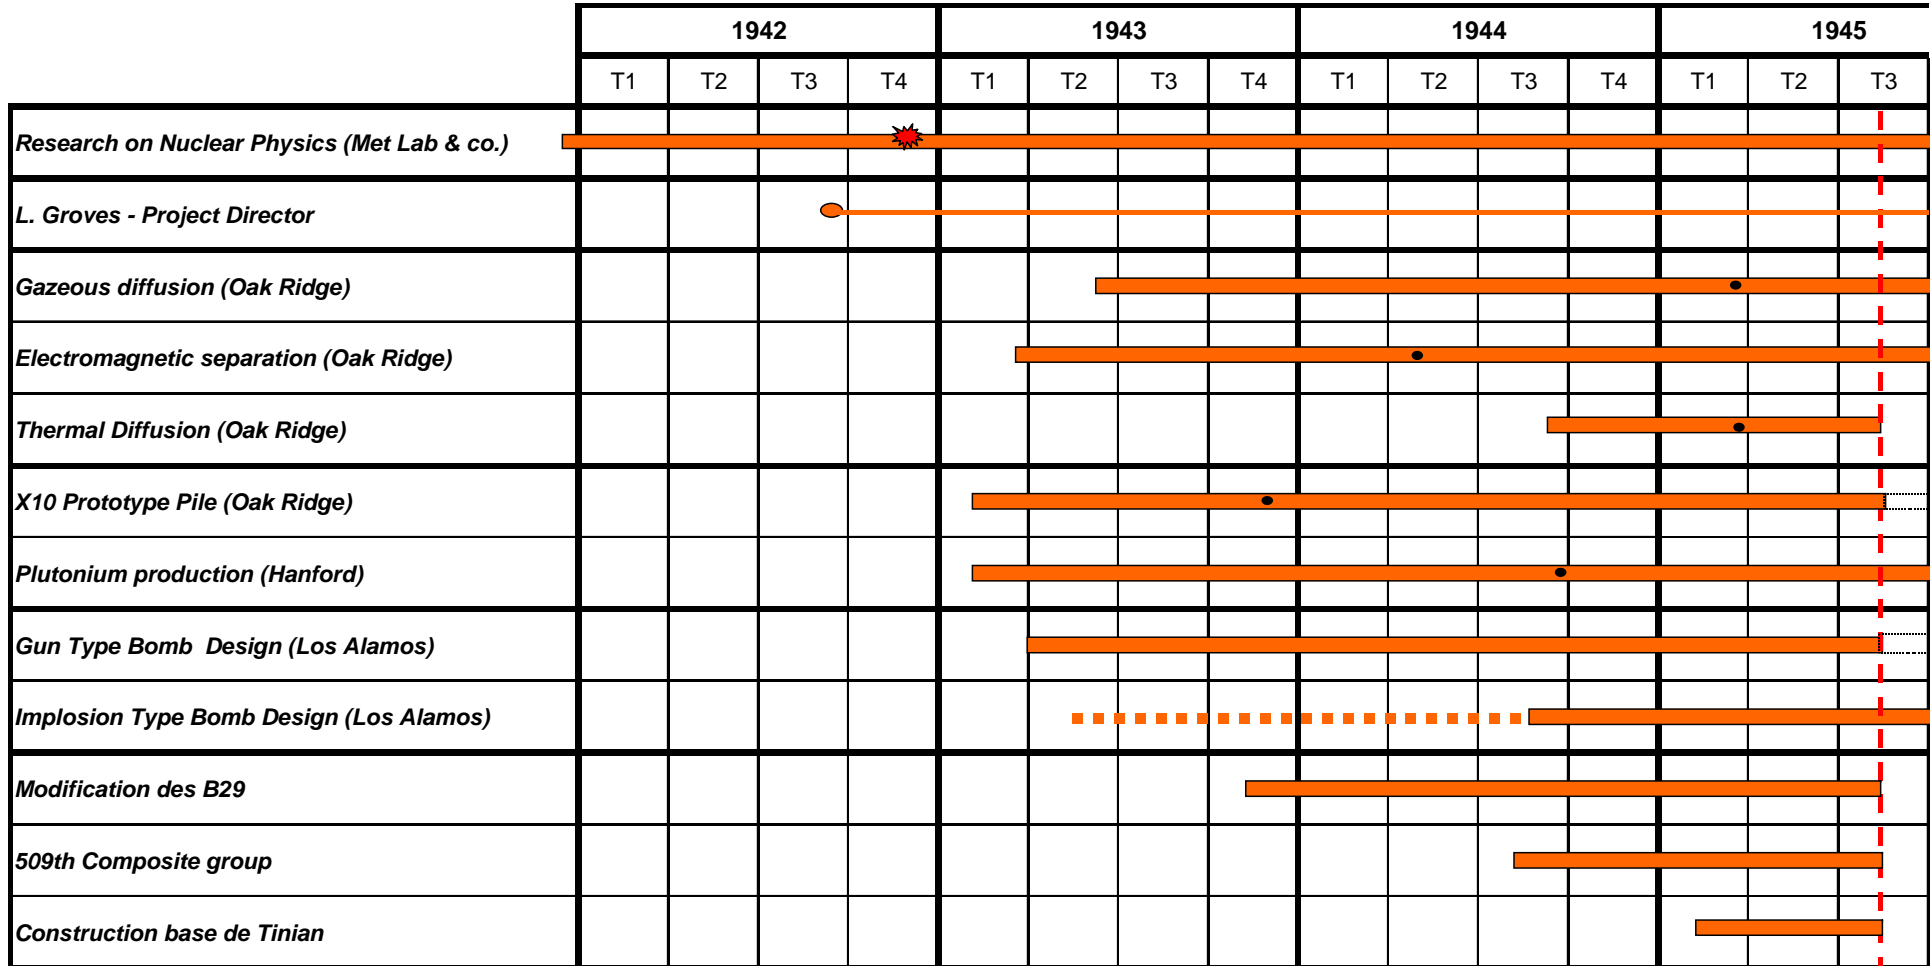 1942 1943 1944 1945
T1 T2 T3 T4 T1 T2 T3 T4 T1 T2 T3 T4 T1 T2 T3
Research on Nuclear Physics (Met Lab & co.)
L. Groves - Project Director
Gazeous diffusion (Oak Ridge)
Electromagnetic separation (Oak Ridge)
Thermal Diffusion (Oak Ridge)
X10 Prototype Pile (Oak Ridge)
Plutonium production (Hanford)
Gun Type Bomb Design (Los Alamos)
Implosion Type Bomb Design (Los Alamos)
Modification des B29
509th Composite group
Construction base de Tinian